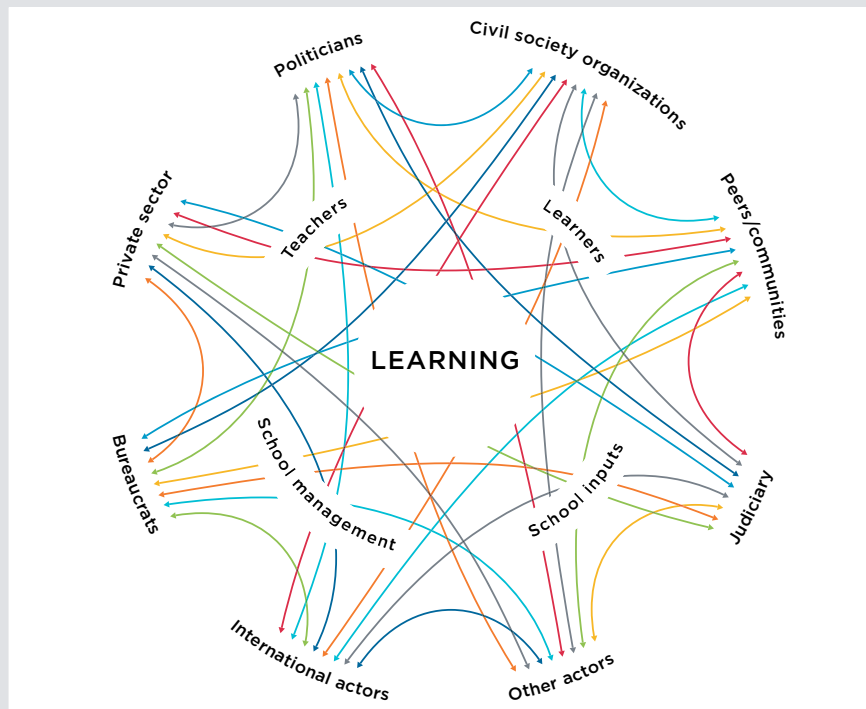 Politicians
Civil society organizations
Private sector
Teachers
Learners
Peers/communities
LEARNING
Bureaucrats
School management
School inputs
Judiciary
International actors
Other actors